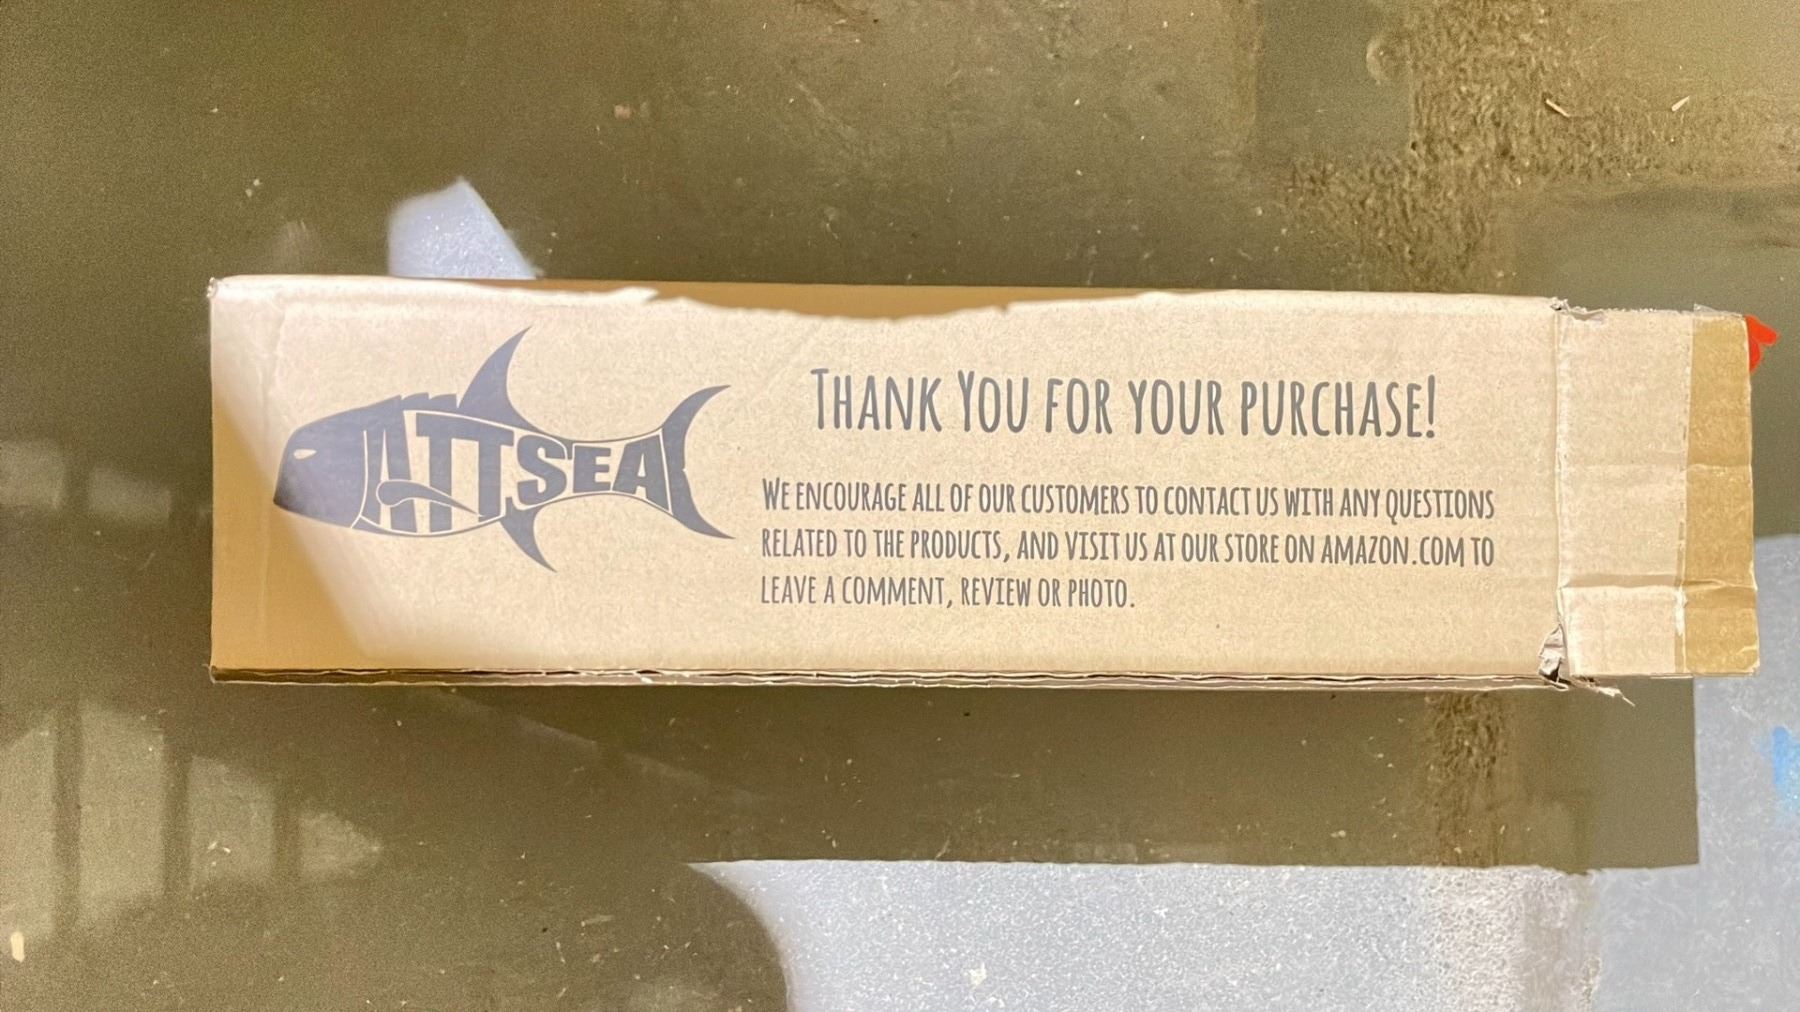 MATTSEA
THANK YOU FOR YOUR PURCHASE!
WE ENCOURAGE ALL OF OUR CUSTOMERS TO CONTACT US WITH ANY QUESTIONS
RELATED TO THE PRODUCTS, AND VISIT US AT OUR STORE ON AMAZON.COM TO
LEAVE A COMMENT, REVIEW OR PHOTO.